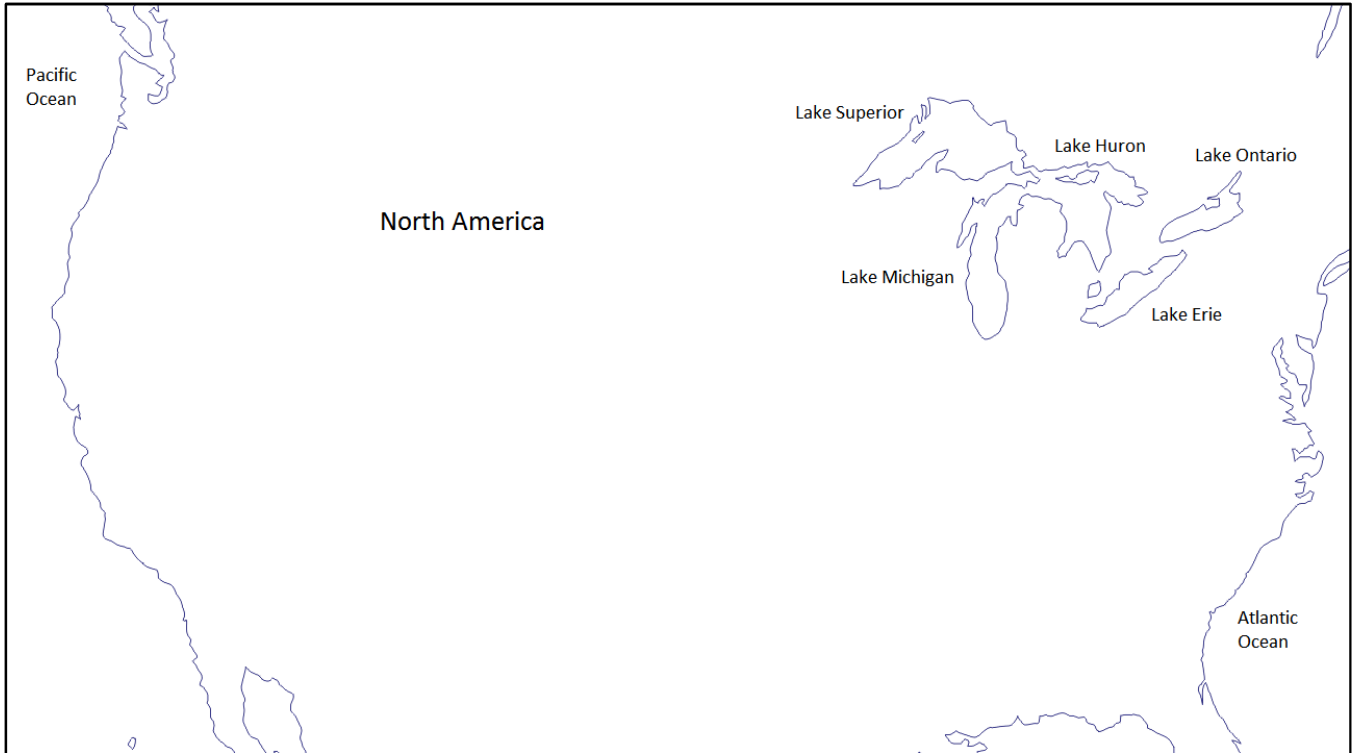 Pacific
Ocean
Lake Superior
Lake Huron
Lake Ontario
North America
Lake Michigan
Lake Erie
Atlantic
Ocean